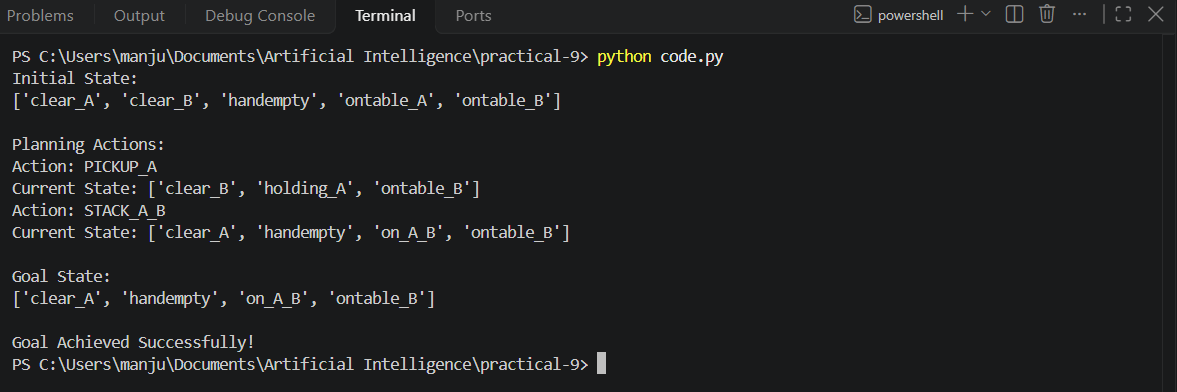 Problems Output Debug Console Terminal Ports powershell
PS C:\Users\manju\Documents\Artificial Intelligence\practical-9> python code.py
Initial State:
['clear_A', 'clear_B', 'handempty', 'ontable_A', 'ontable_B']
Planning Actions:
Action: PICKUP_A
Current State: ['clear_B', 'holding_A', 'ontable_B']
Action: STACK_A_B
Current State: ['clear_A', 'handempty', 'on_A_B', 'ontable_B']
Goal State:
['clear_A', 'handempty', 'on_A_B', 'ontable_B']
Goal Achieved Successfully!
PS C:\Users\manju\Documents\Artificial Intelligence\practical-9>